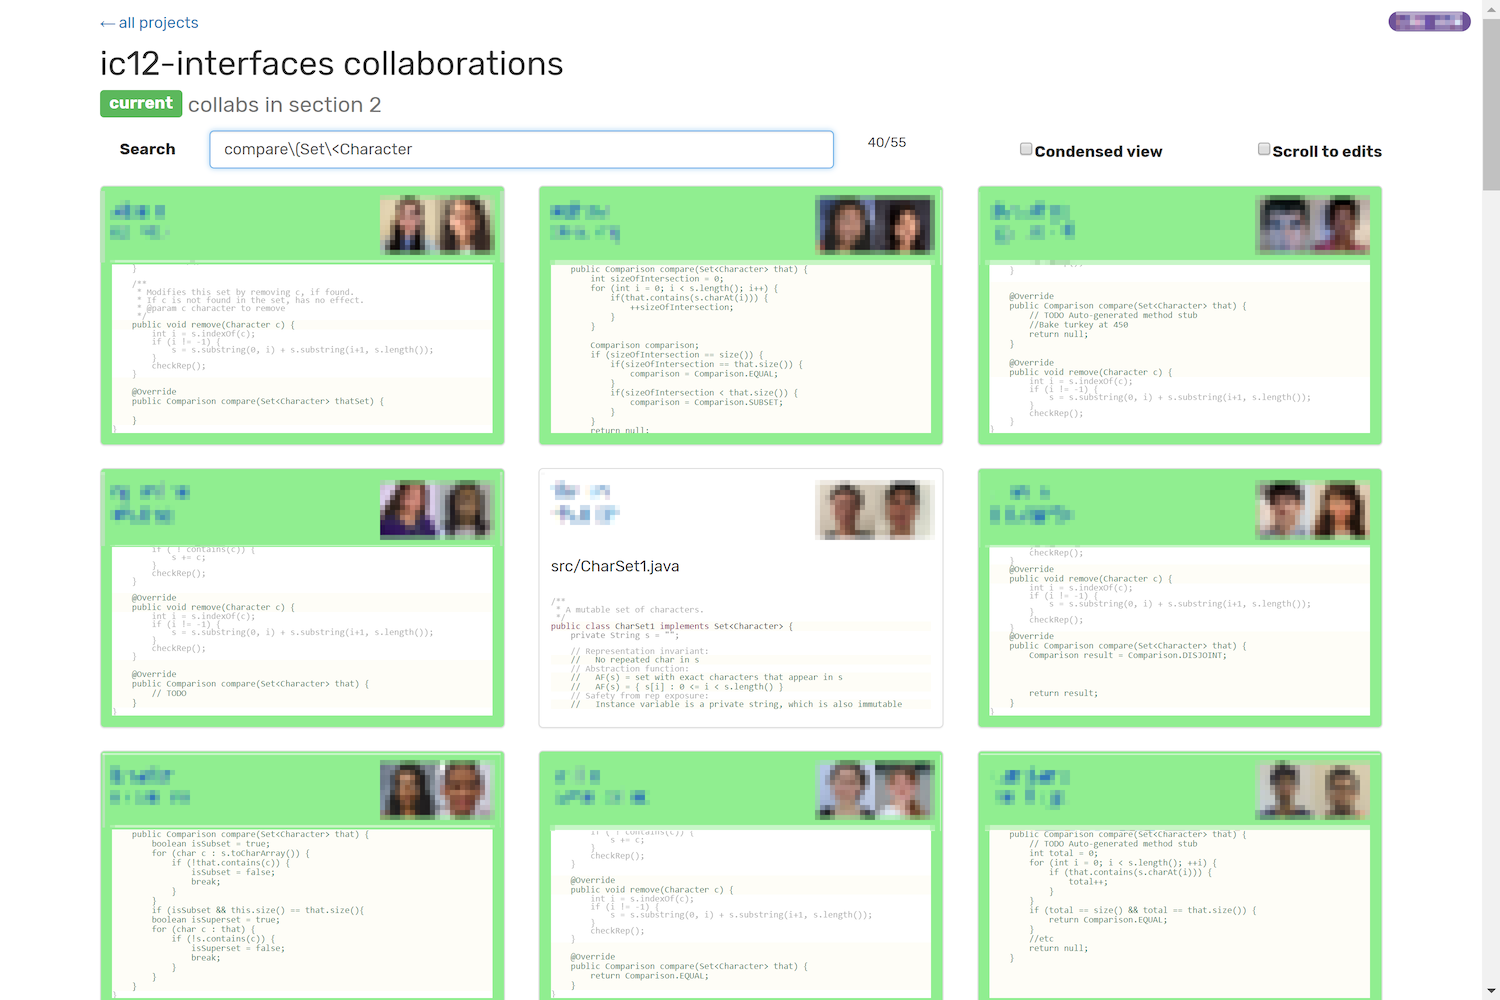 ← all projects
ic12-interfaces collaborations
current collabs in section 2
Search
compare\(Set\<Character
40/55
Condensed view
Scroll to edits
}
/**
* Modifies this set by removing c, if found.
* If c is not found in the set, has no effect.
* @param c character to remove
*/
public void remove(Character c) {
int i = s.indexOf(c);
if (i != -1) {
s = s.substring(0, i) + s.substring(i+1, s.length());
}
checkRep();
}
@Override
public Comparison compare(Set<Character> thatSet) {
}
}
public Comparison compare(Set<Character> that) {
int sizeOfIntersection = 0;
for (int i = 0; i < s.length(); i++) {
if(that.contains(s.charAt(i))) {
++sizeOfIntersection;
}
}
Comparison comparison;
if (sizeOfIntersection == size()) {
if(sizeOfIntersection == that.size()) {
comparison = Comparison.EQUAL;
}
if(sizeOfIntersection < that.size()) {
comparison = Comparison.SUBSET;
}
}
return null;
}
@Override
public Comparison compare(Set<Character> that) {
// TODO Auto-generated method stub
//Bake turkey at 450
return null;
}
@Override
public void remove(Character c) {
int i = s.indexOf(c);
if (i != -1) {
s = s.substring(0, i) + s.substring(i+1, s.length());
}
checkRep();
}
}
if ( ! contains(c)) {
s += c;
}
checkRep();
}
@Override
public void remove(Character c) {
int i = s.indexOf(c);
if (i != -1) {
s = s.substring(0, i) + s.substring(i+1, s.length());
}
checkRep();
}
@Override
public Comparison compare(Set<Character> that) {
// TODO
}
}
src/CharSet1.java
/**
* A mutable set of characters.
*/
public class CharSet1 implements Set<Character> {
private String s = "";
// Representation invariant:
// No repeated char in s
// Abstraction function:
// AF(s) = set with exact characters that appear in s
// AF(s) = { s[i] : 0 <= i < s.length() }
// Safety from rep exposure:
// Instance variable is a private string, which is also immutable
checkRep();
}
@Override
public void remove(Character c) {
int i = s.indexOf(c);
if (i != -1) {
s = s.substring(0, i) + s.substring(i+1, s.length());
}
checkRep();
}
@Override
public Comparison compare(Set<Character> that) {
Comparison result = Comparison.DISJOINT;
return result;
}
}
public Comparison compare(Set<Character> that) {
boolean isSubset = true;
for (char c : s.toCharArray()) {
if (!that.contains(c)) {
isSubset = false;
break;
}
}
if (isSubset && this.size() == that.size(){
boolean isSuperset = true;
for (char c : that) {
if (!s.contains(c)) {
isSuperset = false;
break;
}
}
}
}
if ( ! contains(c)) {
s += c;
}
checkRep();
}
@Override
public void remove(Character c) {
int i = s.indexOf(c);
if (i != -1) {
s = s.substring(0, i) + s.substring(i+1, s.length());
}
checkRep();
}
@Override
public Comparison compare(Set<Character> that) {
return Comparison.EQUAL;
}
}
public Comparison compare(Set<Character> that) {
// TODO Auto-generated method stub
int total = 0;
for (int i = 0; i < s.length(); ++i) {
if (that.contains(s.charAt(i))) {
total++;
}
}
if (total == size() && total == that.size()) {
return Comparison.EQUAL;
}
//etc
return null;
}